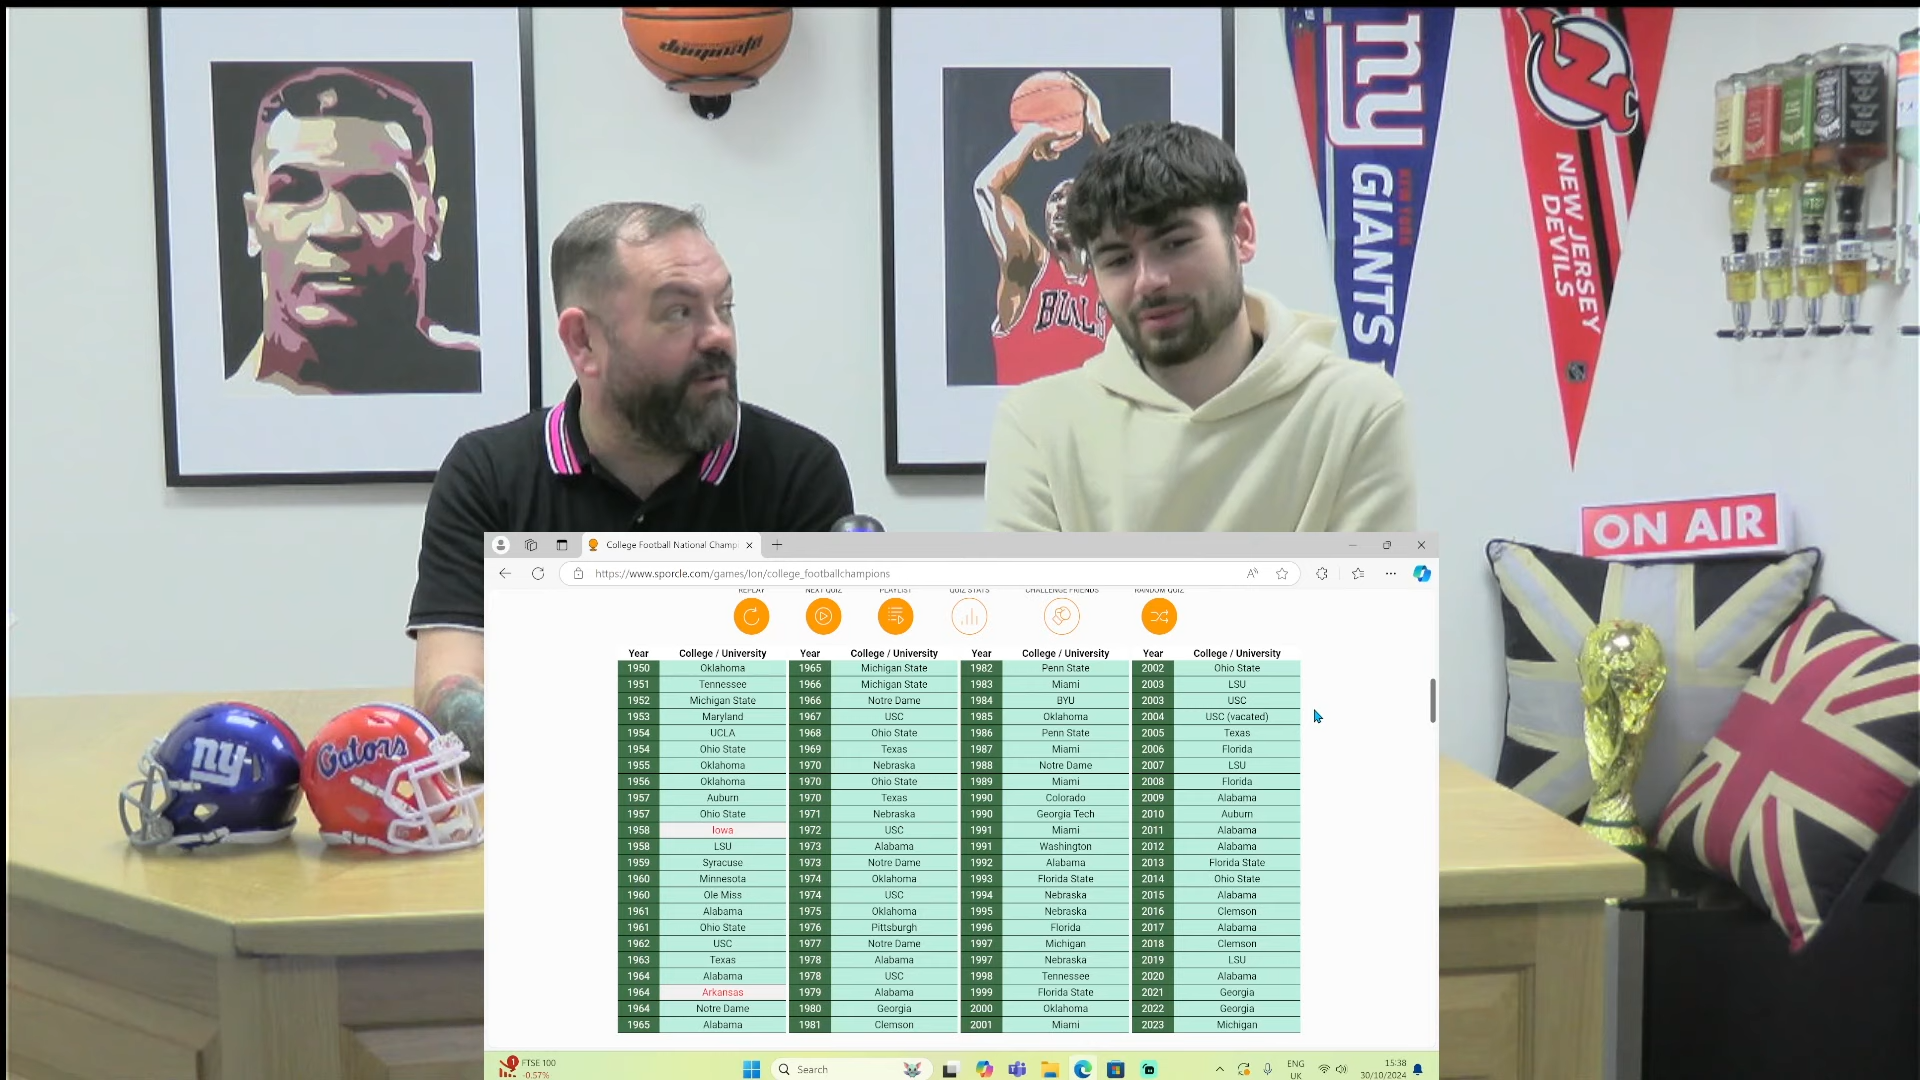 dominate
BULLS
ny
GIANTS
NEW YORK
NEW JERSEY
DEVILS
ON AIR
ny
Gators
College Football National Champi
https://www.sporcle.com/games/lon/college_footballchampions
REPLAY NEXT QUIZ PLAYLIST QUIZ STATS CHALLENGE FRIENDS RANDOM QUIZ
Year College / University Year College / University Year College / University Year College / University
1950 Oklahoma 1965 Michigan State 1982 Penn State 2002 Ohio State
1951 Tennessee 1966 Michigan State 1983 Miami 2003 LSU
1952 Michigan State 1966 Notre Dame 1984 BYU 2003 USC
1953 Maryland 1967 USC 1985 Oklahoma 2004 USC (vacated)
1954 UCLA 1968 Ohio State 1986 Penn State 2005 Texas
1954 Ohio State 1969 Texas 1987 Miami 2006 Florida
1955 Oklahoma 1970 Nebraska 1988 Notre Dame 2007 LSU
1956 Oklahoma 1970 Ohio State 1989 Miami 2008 Florida
1957 Auburn 1970 Texas 1990 Colorado 2009 Alabama
1957 Ohio State 1971 Nebraska 1990 Georgia Tech 2010 Auburn
1958 Iowa 1972 USC 1991 Miami 2011 Alabama
1958 LSU 1973 Alabama 1991 Washington 2012 Alabama
1959 Syracuse 1973 Notre Dame 1992 Alabama 2013 Florida State
1960 Minnesota 1974 Oklahoma 1993 Florida State 2014 Ohio State
1960 Ole Miss 1974 USC 1994 Nebraska 2015 Alabama
1961 Alabama 1975 Oklahoma 1995 Nebraska 2016 Clemson
1961 Ohio State 1976 Pittsburgh 1996 Florida 2017 Alabama
1962 USC 1977 Notre Dame 1997 Michigan 2018 Clemson
1963 Texas 1978 Alabama 1997 Nebraska 2019 LSU
1964 Alabama 1978 USC 1998 Tennessee 2020 Alabama
1964 Arkansas 1979 Alabama 1999 Florida State 2021 Georgia
1964 Notre Dame 1980 Georgia 2000 Oklahoma 2022 Georgia
1965 Alabama 1981 Clemson 2001 Miami 2023 Michigan
1 FTSE 100
-0.57%
Search
ENG
UK
15:38
30/10/2024